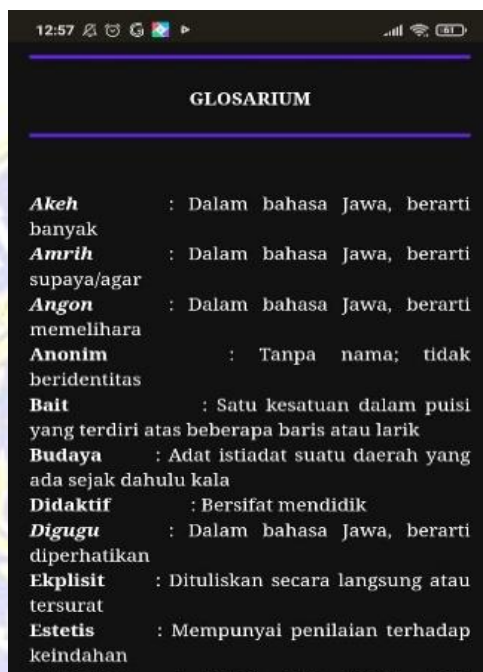 12:57
61
GLOSARIUM
Akeh : Dalam bahasa Jawa, berarti
banyak
Amrih : Dalam bahasa Jawa, berarti
supaya/agar
Angon : Dalam bahasa Jawa, berarti
memelihara
Anonim : Tanpa nama; tidak
beridentitas
Bait : Satu kesatuan dalam puisi
yang terdiri atas beberapa baris atau larik
Budaya : Adat istiadat suatu daerah yang
ada sejak dahulu kala
Didaktif : Bersifat mendidik
Digugu : Dalam bahasa Jawa, berarti
diperhatikan
Ekplisit : Dituliskan secara langsung atau
tersurat
Estetis : Mempunyai penilaian terhadap
keindahan